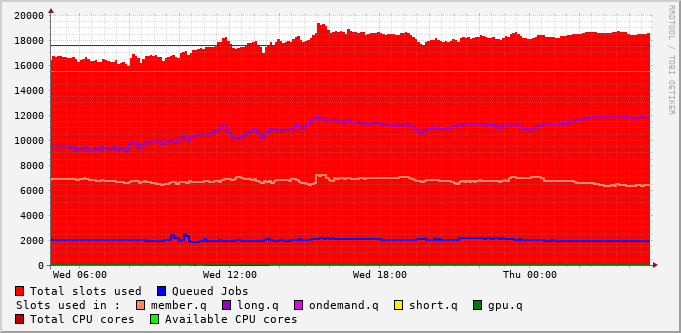 20000
18000
16000
14000
12000
10000
8000
6000
4000
2000
0
Wed 06:00 Wed 12:00 Wed 18:00 Thu 00:00
Total slots used Queued Jobs
Slots used in : member.q long.q ondemand.q short.q gpu.q
Total CPU cores Available CPU cores
RRDTOOL / TOBI OETIKER